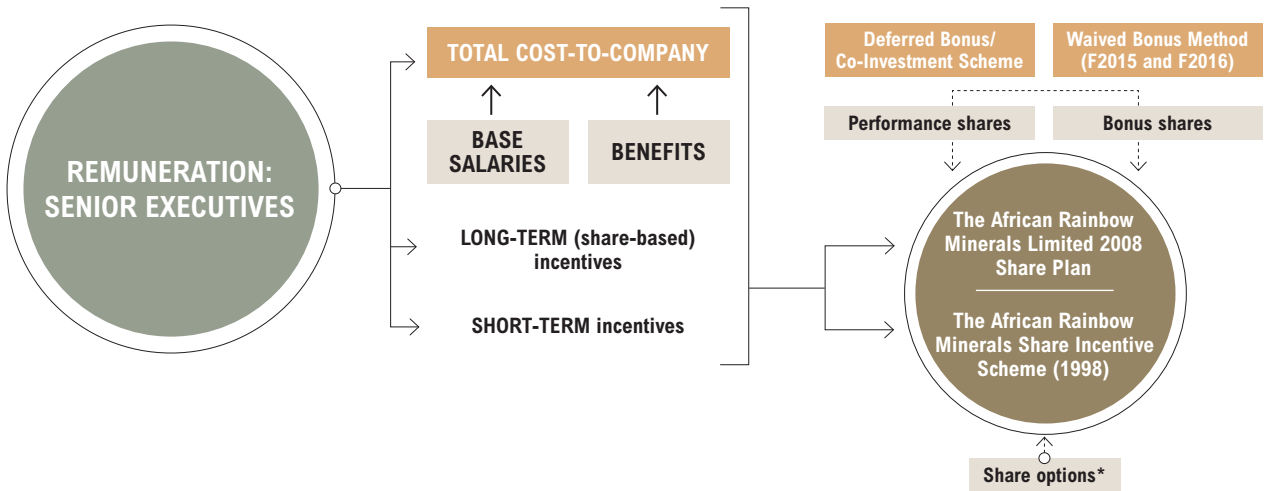 REMUNERATION:
SENIOR EXECUTIVES
TOTAL COST-TO-COMPANY
BASE
SALARIES
BENEFITS
LONG-TERM (share-based)
incentives
SHORT-TERM incentives
Deferred Bonus/
Co-Investment Scheme
Waived Bonus Method
(F2015 and F2016)
Performance shares
Bonus shares
The African Rainbow
Minerals Limited 2008
Share Plan
The African Rainbow
Minerals Share Incentive
Scheme (1998)
Share options*